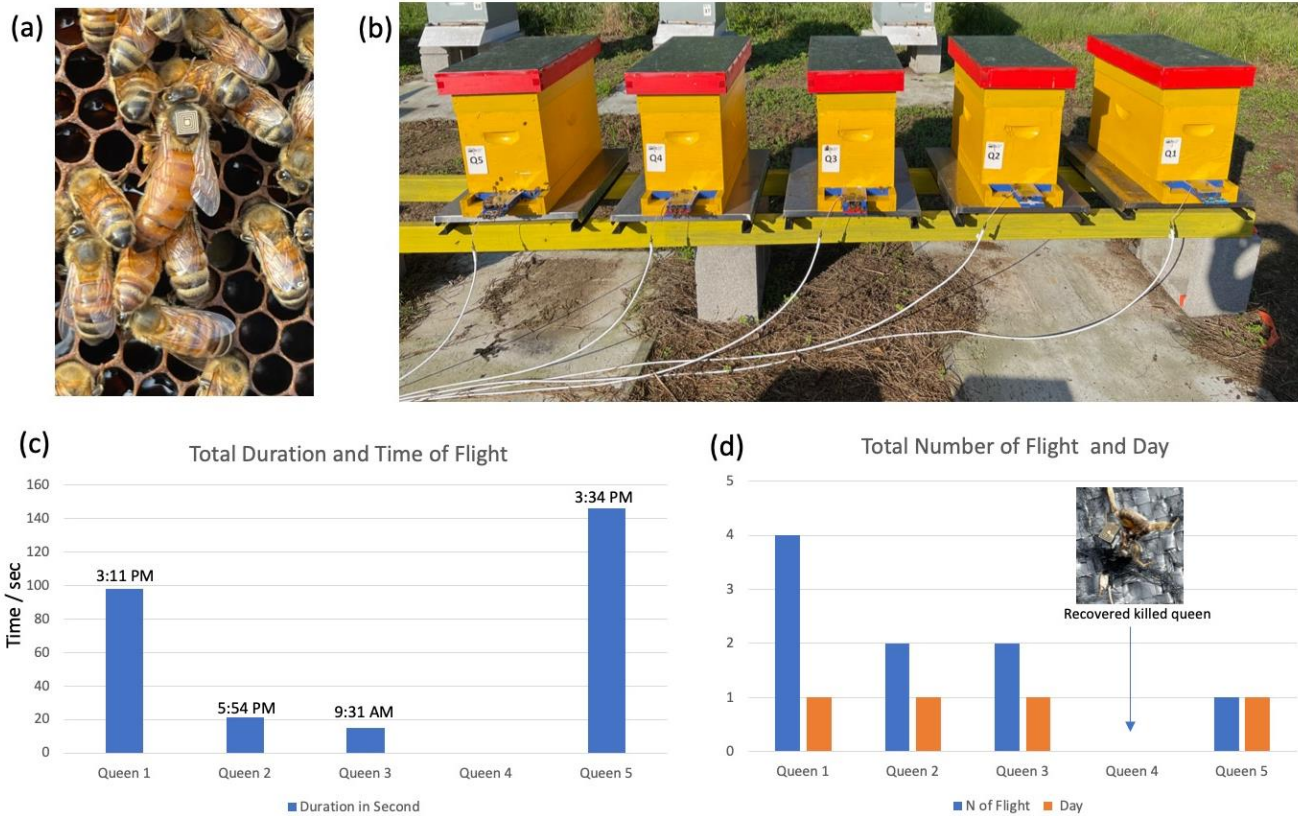 (a)
(b)
Q5
Q4
Q3
Q2
Q1
(c)
Total Duration and Time of Flight
Time / sec
160
140
120
100
80
60
40
20
0
3:11 PM
5:54 PM
9:31 AM
3:34 PM
Queen 1
Queen 2
Queen 3
Queen 4
Queen 5
Duration in Second
(d)
Total Number of Flight and Day
5
4
3
2
1
0
Recovered killed queen
Queen 1
Queen 2
Queen 3
Queen 4
Queen 5
N of Flight
Day